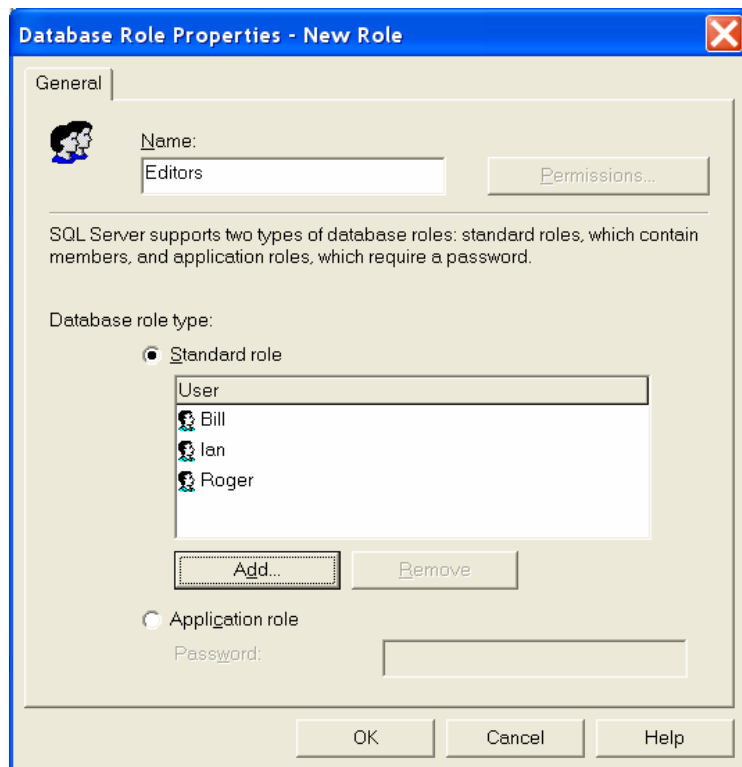 Database Role Properties - New Role
General
Name:
Editors
Permissions...
SQL Server supports two types of database roles: standard roles, which contain
members, and application roles, which require a password.
Database role type:
Standard role
User
Bill
Ian
Roger
Add...
Remove
Application role
Password:
OK
Cancel
Help